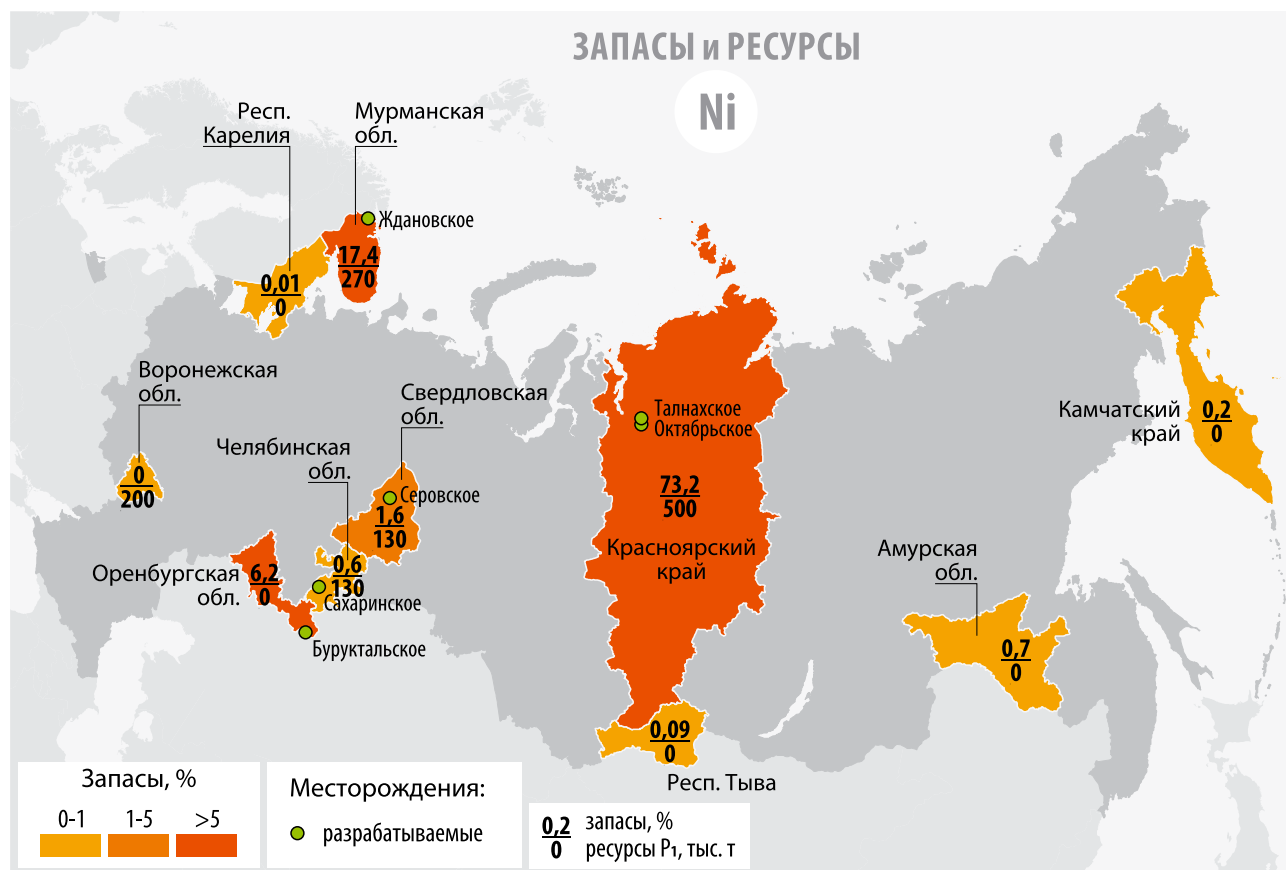 ЗАПАСЫ и РЕСУРСЫ
Ni
Респ.
Карелия
Мурманская
обл.
Ждановское
17,4
270
0,01
0
Воронежская
обл.
0
200
Свердловская
обл.
Челябинская
обл.
Серовское
1,6
130
0,6
130
Сахаринское
Оренбургская
обл.
6,2
0
Буруктальское
Талнахское
Октябрьское
73,2
500
Красноярский
край
Камчатский
край
0,2
0
Амурская
обл.
0,7
0
0,09
0
Респ. Тыва
Запасы, %
0-1 1-5 >5
Месторождения:
разрабатываемые
0,2
0
запасы, %
ресурсы P₁, тыс. т